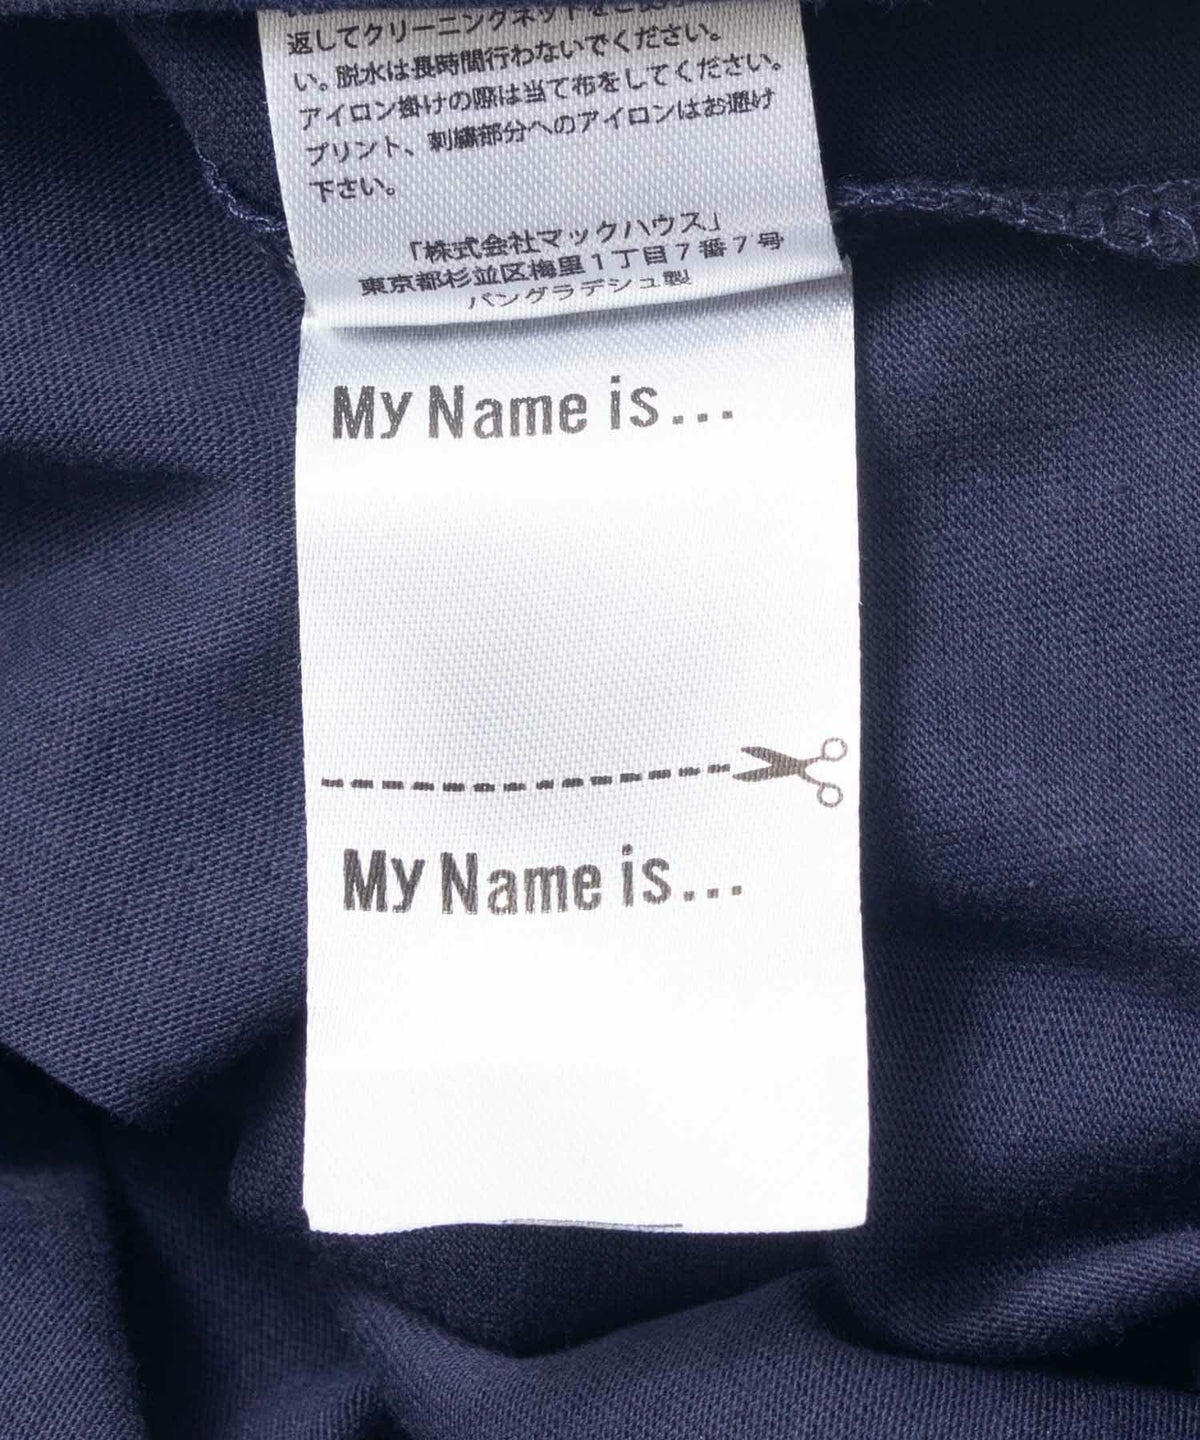 返してクリーニングネットをご使
い。脱水は長時間行わないでください。
アイロン掛けの際は当て布をしてください。
プリント、刺繍部分へのアイロンはお避け
下さい。
「株式会社マックハウス」
東京都杉並区梅里1丁目7番7号
バングラデシュ製
My Name is...
My Name is...